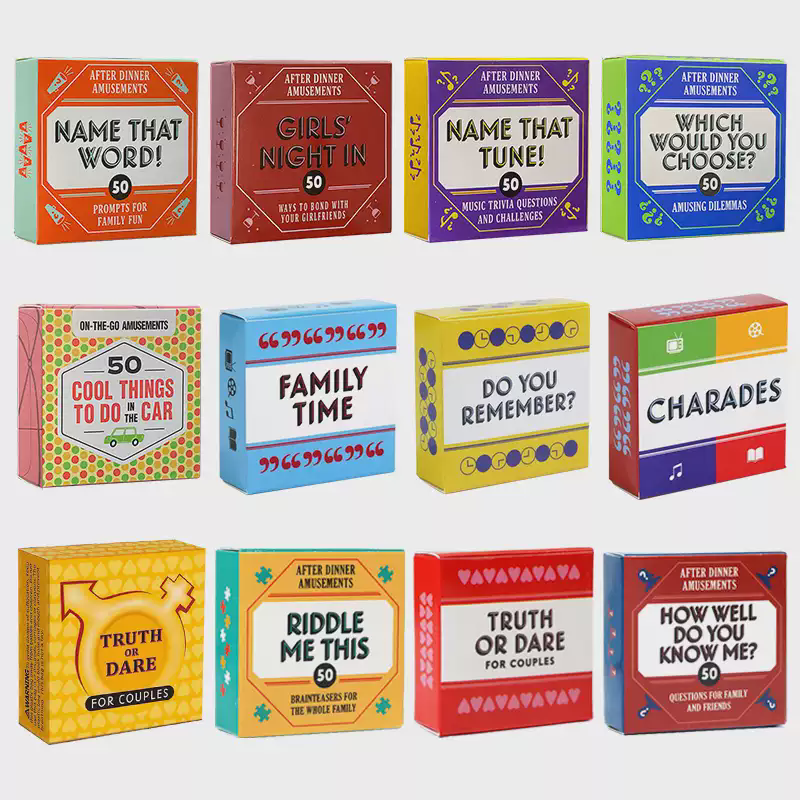 AFTER DINNER
AMUSEMENTS
NAME THAT
WORD!
50
PROMPTS FOR
FAMILY FUN
AFTER DINNER
AMUSEMENTS
GIRLS'
NIGHT IN
50
WAYS TO BOND WITH
YOUR GIRLFRIENDS
AFTER DINNER
AMUSEMENTS
NAME THAT
TUNE!
50
MUSIC TRIVIA QUESTIONS
AND CHALLENGES
AFTER DINNER
AMUSEMENTS
WHICH
WOULD YOU
CHOOSE?
50
AMUSING DILEMMAS
ON-THE-GO AMUSEMENTS
50
COOL THINGS
TO DO IN THE CAR
FAMILY
TIME
DO YOU
REMEMBER?
CHARADES
TRUTH
OR
DARE
FOR COUPLES
WARNING
AFTER DINNER
AMUSEMENTS
RIDDLE
ME THIS
50
BRAINTEASERS FOR
THE WHOLE FAMILY
TRUTH
OR DARE
FOR COUPLES
AFTER DINNER
AMUSEMENTS
HOW WELL
DO YOU
KNOW ME?
50
QUESTIONS FOR FAMILY
AND FRIENDS